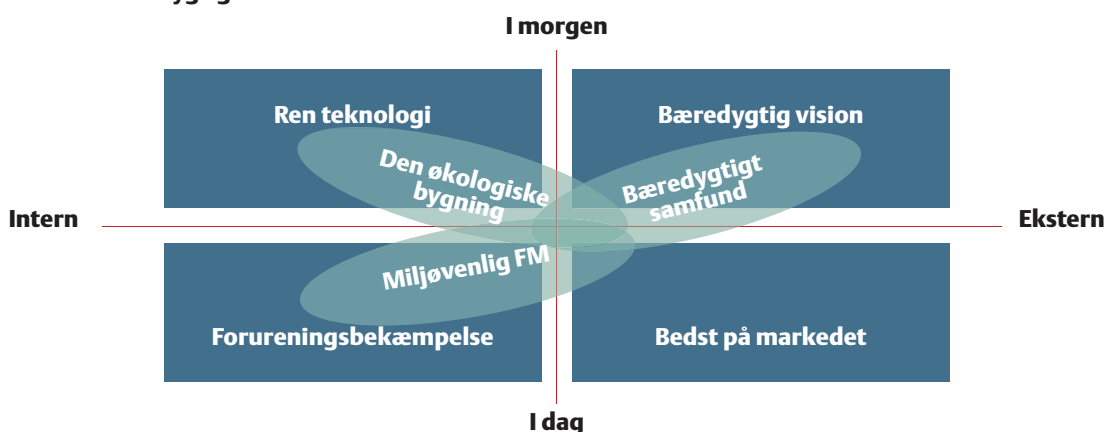 I morgen
Ren teknologi
Bæredygtig vision
Den økologiske
bygning
Bæredygtigt
samfund
Intern
Ekstern
Miljøvenlig FM
Forureningsbekæmpelse
Bedst på markedet
I dag